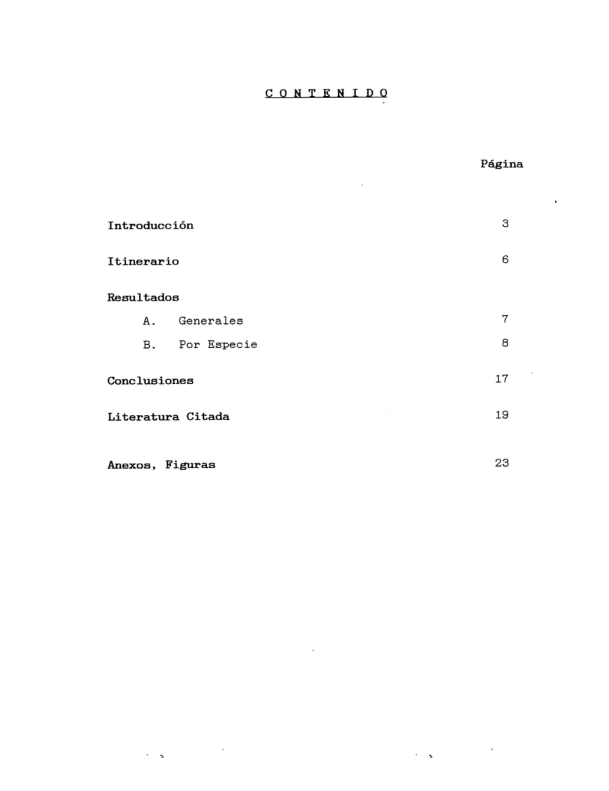 C O N T E N I D O
Página
Introducción 3
Itinerario 6
Resultados
A. Generales 7
B. Por Especie 8
Conclusiones 17
Literatura Citada 19
Anexos, Figuras 23